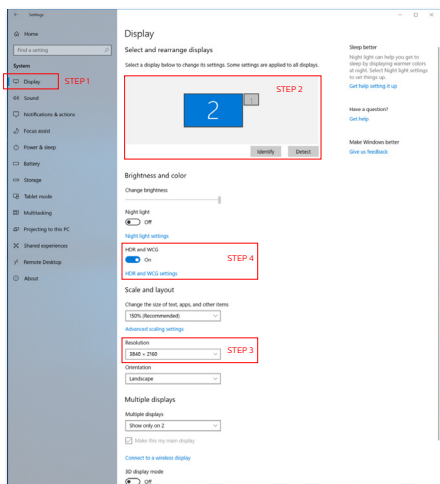 Settings
Home
Find a setting
System
Display
STEP 1
Sound
Notifications & actions
Focus assist
Power & sleep
Battery
Storage
Tablet mode
Multitasking
Projecting to this PC
Shared experiences
Remote Desktop
About
Display
Select and rearrange displays
Select a display below to change its settings. Some settings are applied to all displays.
STEP 2
2
1
Identify
Detect
Brightness and color
Change brightness
Night light
Off
Night light settings
HDR and WCG
On
STEP 4
HDR and WCG settings
Scale and layout
Change the size of text, apps, and other items
150% (Recommended)
Advanced scaling settings
Resolution
3840 × 2160
STEP 3
Orientation
Landscape
Multiple displays
Multiple displays
Show only on 2
Make this my main display
Connect to a wireless display
3D display mode
Off
Sleep better
Night light can help you get to
sleep by displaying warmer colors
at night. Select Night light settings
to set things up.
Get help setting it up
Have a question?
Get help
Make Windows better
Give us feedback